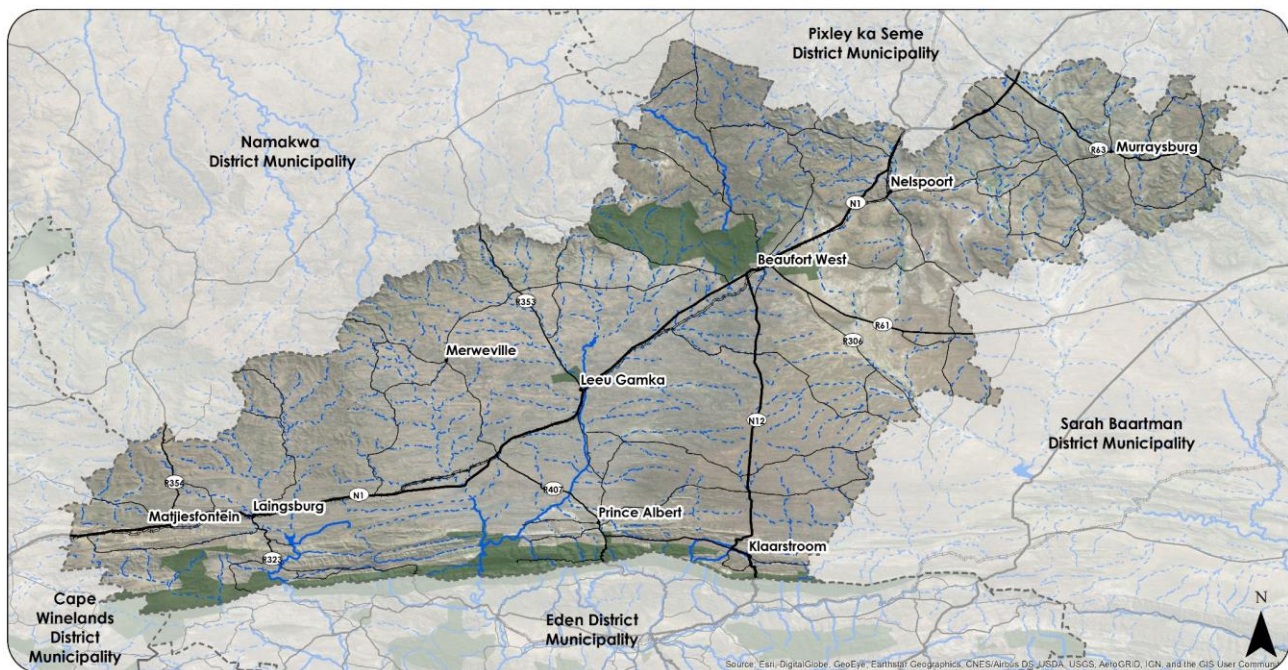 Pixley ka Seme
District Municipality
Namakwa
District Municipality
R63
Murraysburg
Nelspoort
N1
Beaufort West
R353
R61
R306
Merweville
Leeu Gamka
N12
Sarah Baartman
District Municipality
R354
N1
R407
Laingsburg
Matjiesfontein
Prince Albert
Klaarstroom
R323
Cape
Winelands
District
Municipality
Eden District
Municipality
N
Source: Esri, DigitalGlobe, GeoEye, Earthstar Geographics, CNES/Airbus DS, USDA, USGS, AeroGRID, IGN, and the GIS User Community